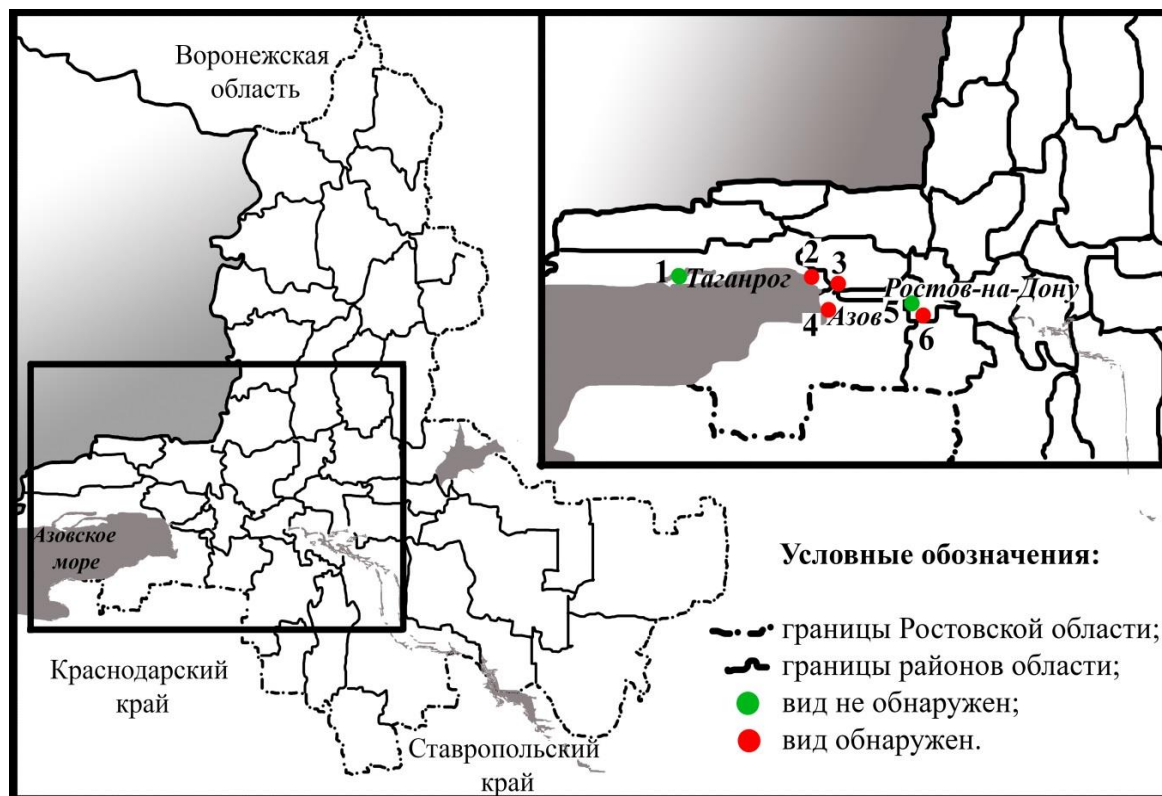 Воронежская
область
1
Таганрог
2
3
4
Азов
Ростов-на-Дону
5
6
Азовское
море
Краснодарский
край
Ставропольский
край
Условные обозначения:
границы Ростовской области;
границы районов области;
вид не обнаружен;
вид обнаружен.